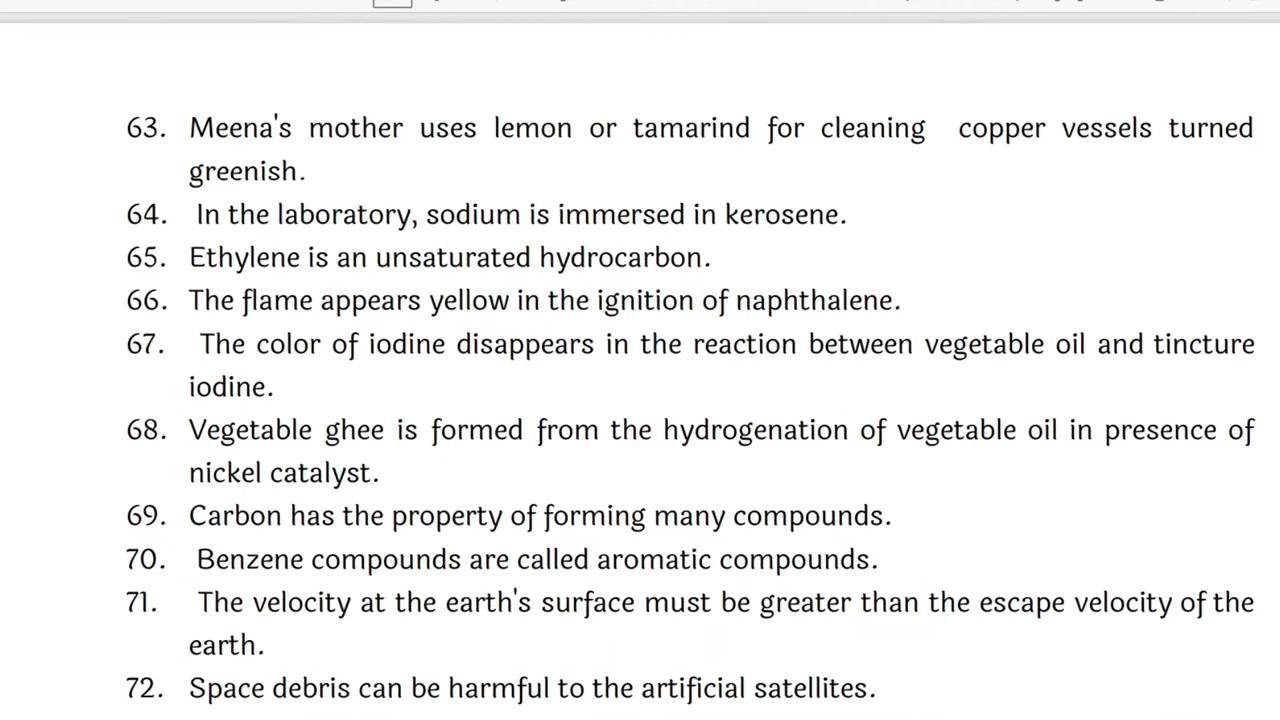 63. Meena's mother uses lemon or tamarind for cleaning copper vessels turned
greenish.
64. In the laboratory, sodium is immersed in kerosene.
65. Ethylene is an unsaturated hydrocarbon.
66. The flame appears yellow in the ignition of naphthalene.
67. The color of iodine disappears in the reaction between vegetable oil and tincture
iodine.
68. Vegetable ghee is formed from the hydrogenation of vegetable oil in presence of
nickel catalyst.
69. Carbon has the property of forming many compounds.
70. Benzene compounds are called aromatic compounds.
71. The velocity at the earth's surface must be greater than the escape velocity of the
earth.
72. Space debris can be harmful to the artificial satellites.